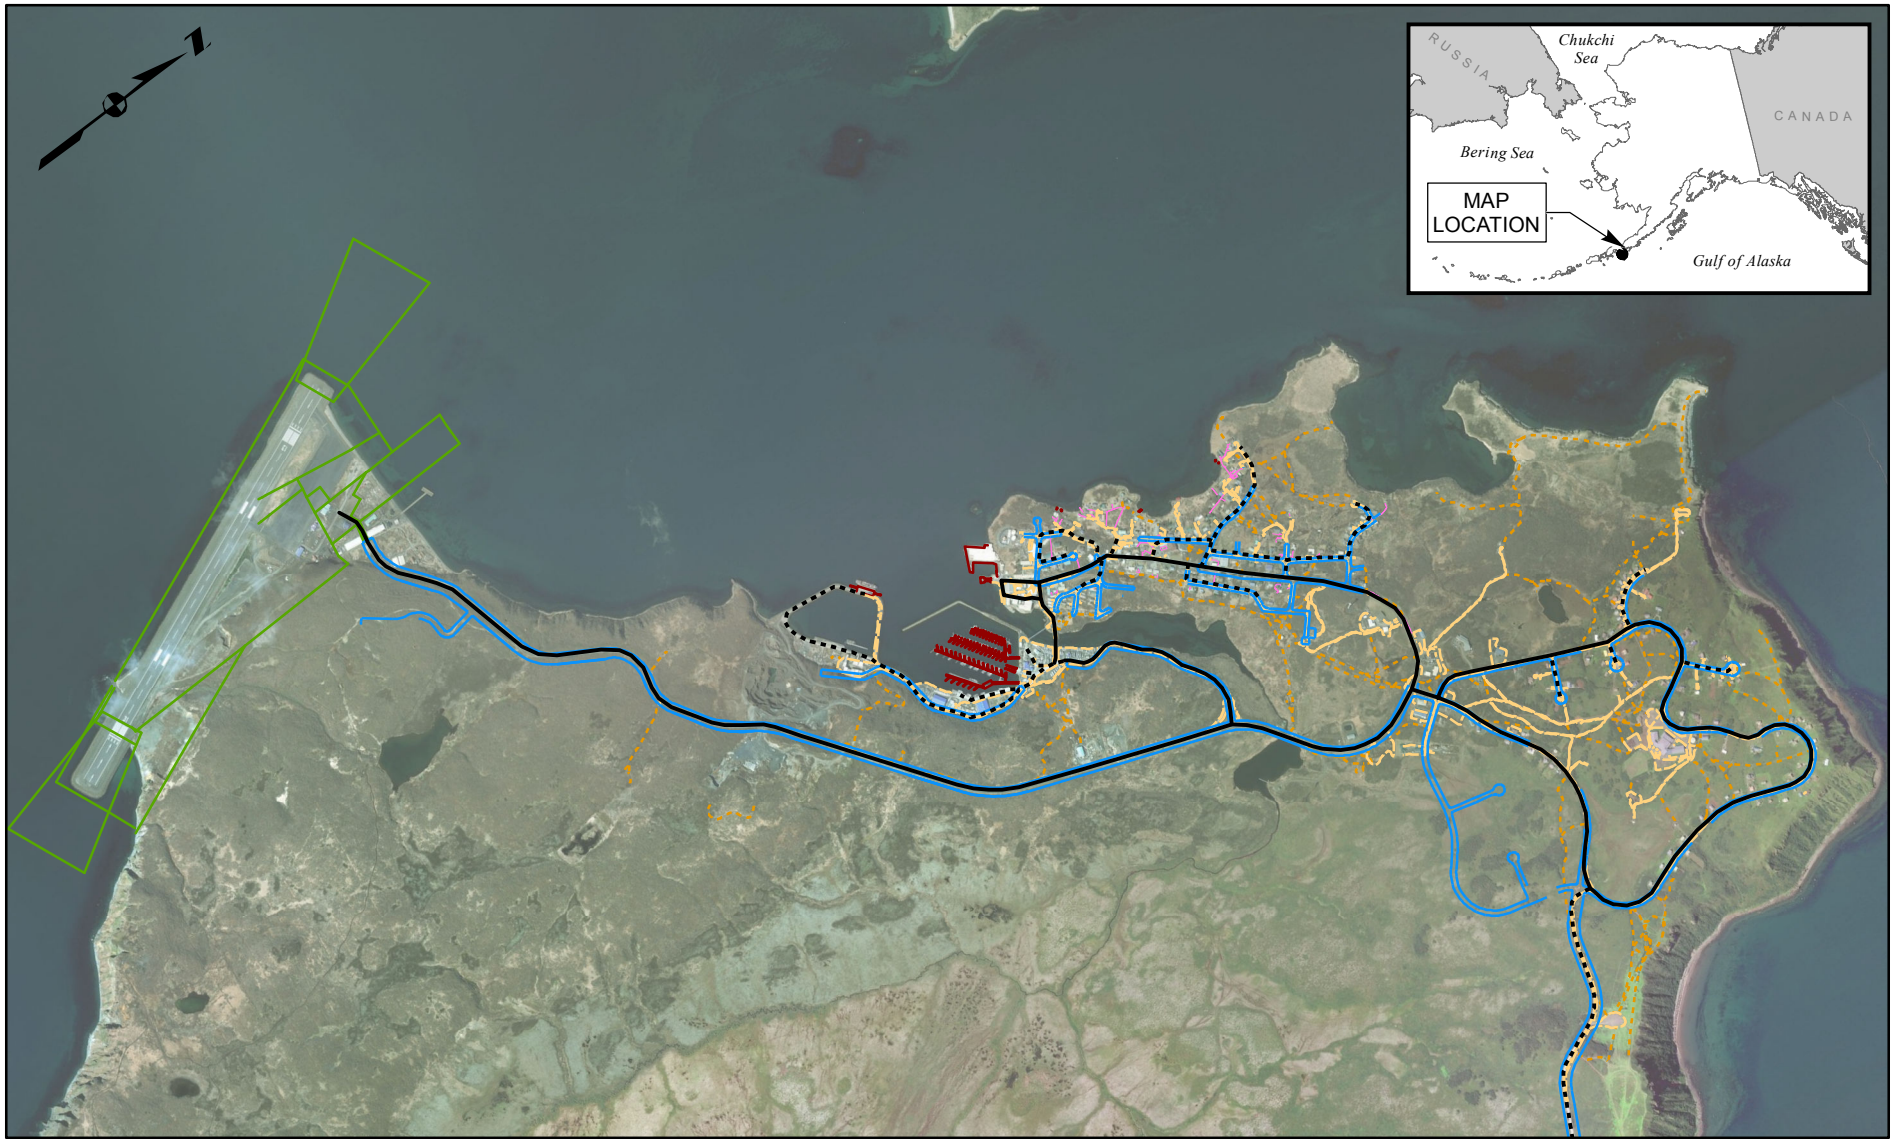 Z
RUSSIA
Chukchi
Sea
CANADA
Bering Sea
MAP
LOCATION
Gulf of Alaska